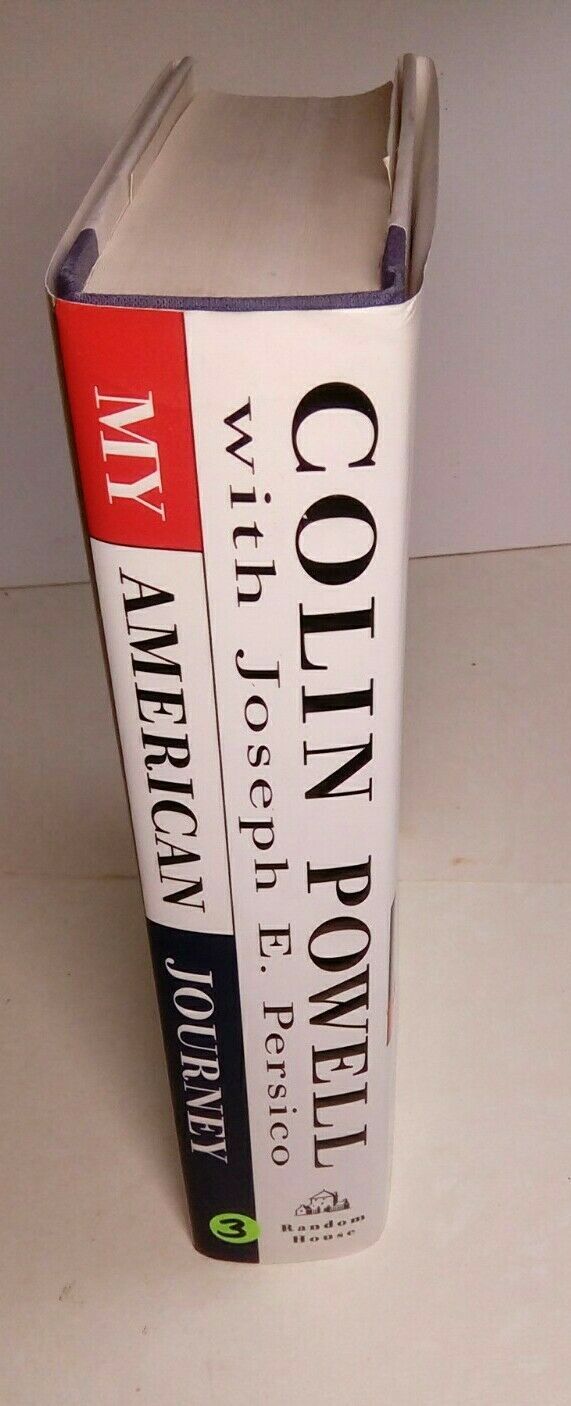 COLIN POWELL
with Joseph E. Persico
MY AMERICAN JOURNEY
Random
House
3